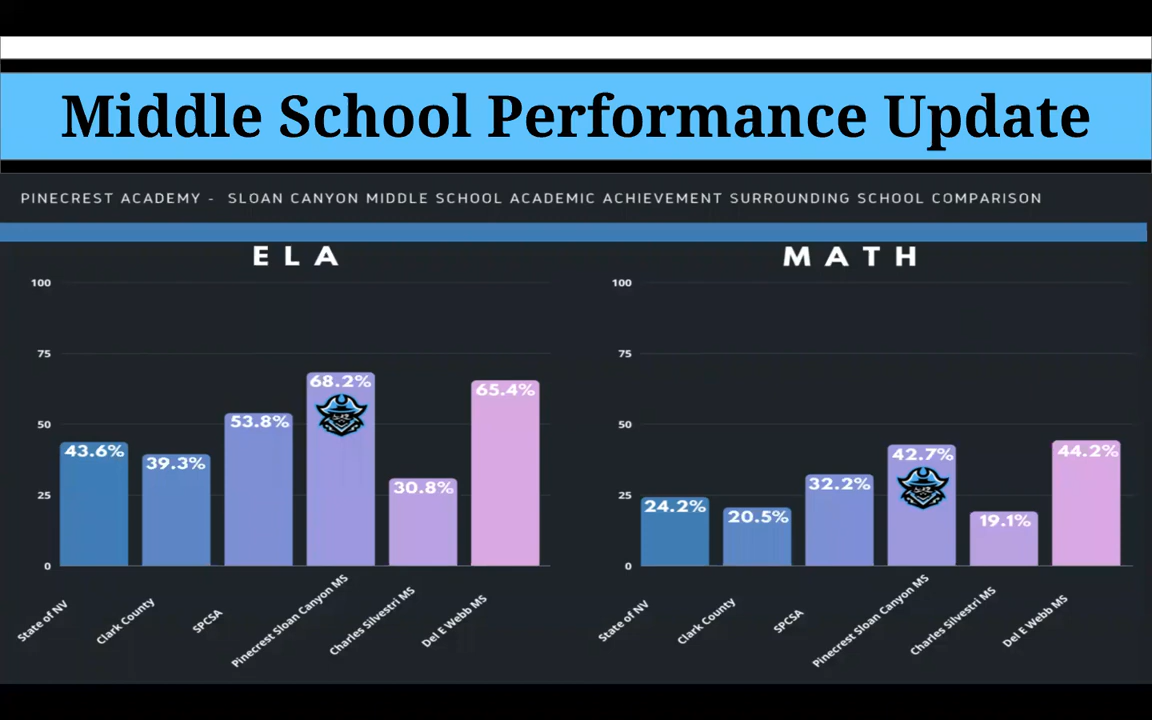 Middle School Performance Update
PINECREST ACADEMY - SLOAN CANYON MIDDLE SCHOOL ACADEMIC ACHIEVEMENT SURROUNDING SCHOOL COMPARISON
ELA
100
75
50
25
0
43.6%
39.3%
53.8%
68.2%
30.8%
65.4%
State of NV
Clark County
SPCSA
Pinecrest Sloan Canyon MS
Charles Silvestri MS
Del E Webb MS
MATH
100
75
50
25
0
24.2%
20.5%
32.2%
42.7%
19.1%
44.2%
State of NV
Clark County
SPCSA
Pinecrest Sloan Canyon MS
Charles Silvestri MS
Del E Webb MS